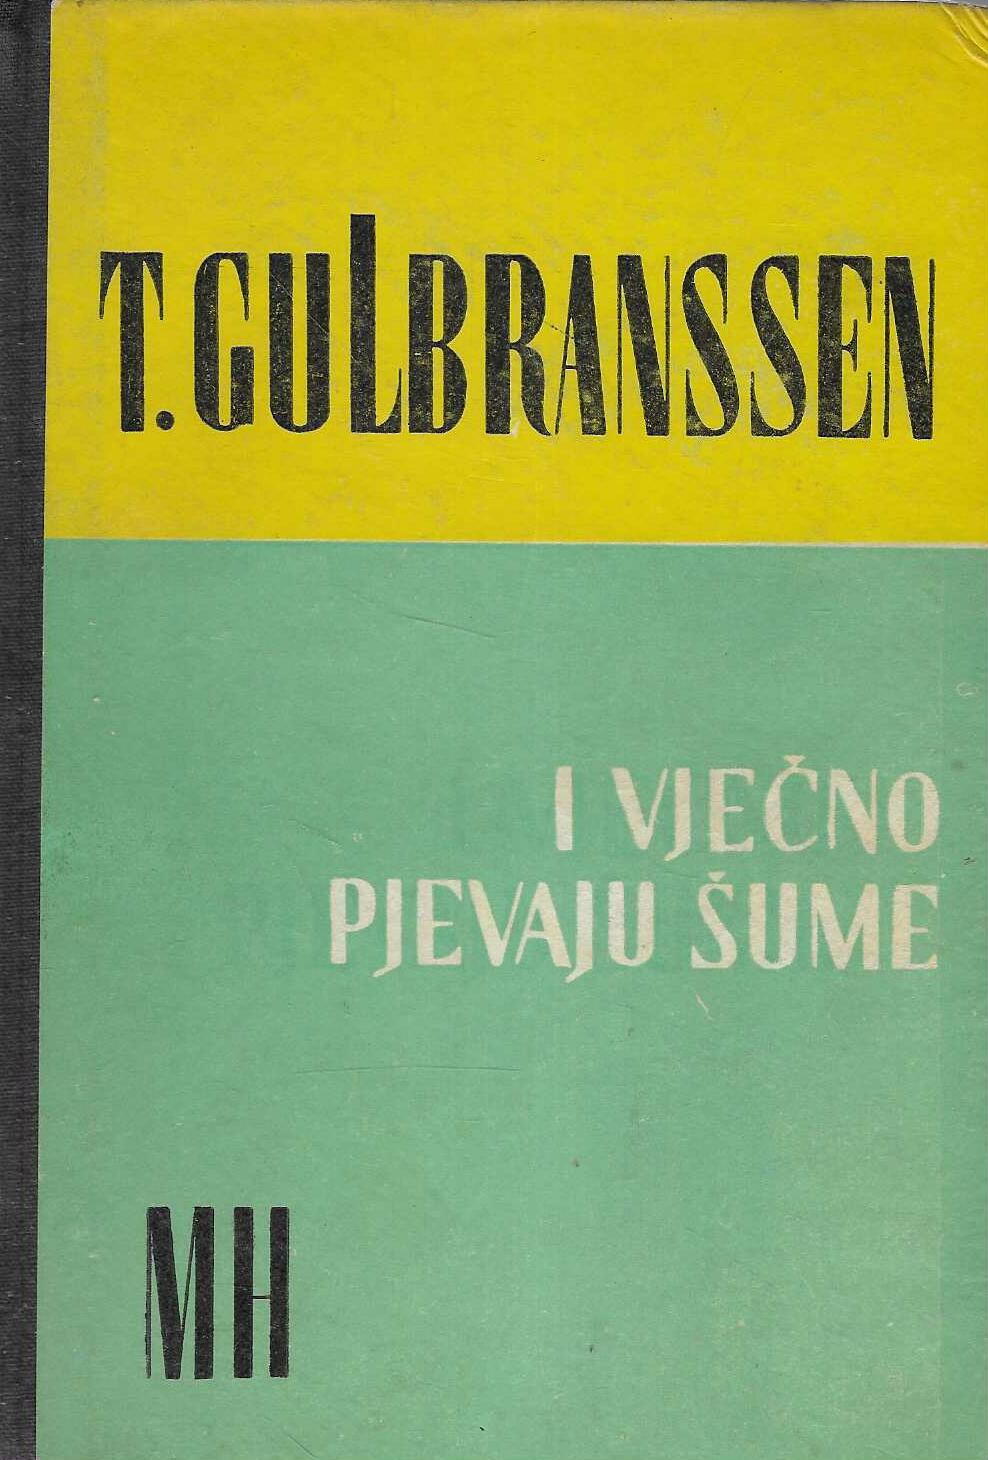 T. GULBRANSSEN
I VJEČNO
PJEVAJU ŠUME
MH